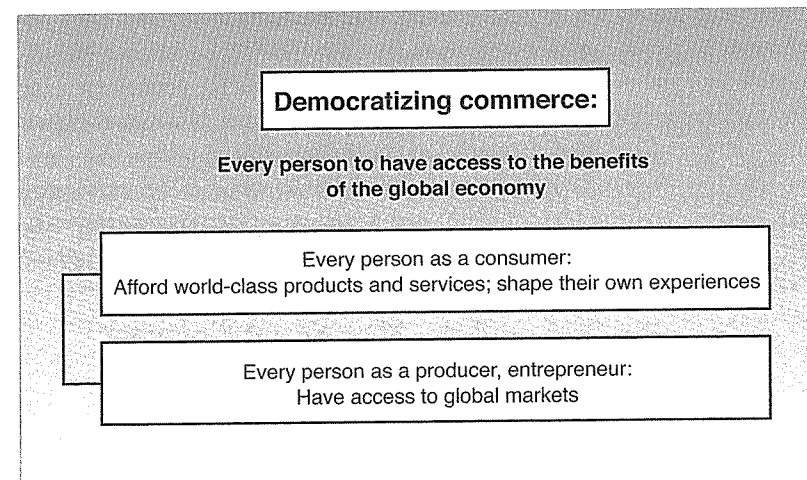 Democratizing commerce:
Every person to have access to the benefits
of the global economy
Every person as a consumer:
Afford world-class products and services; shape their own experiences
Every person as a producer, entrepreneur:
Have access to global markets